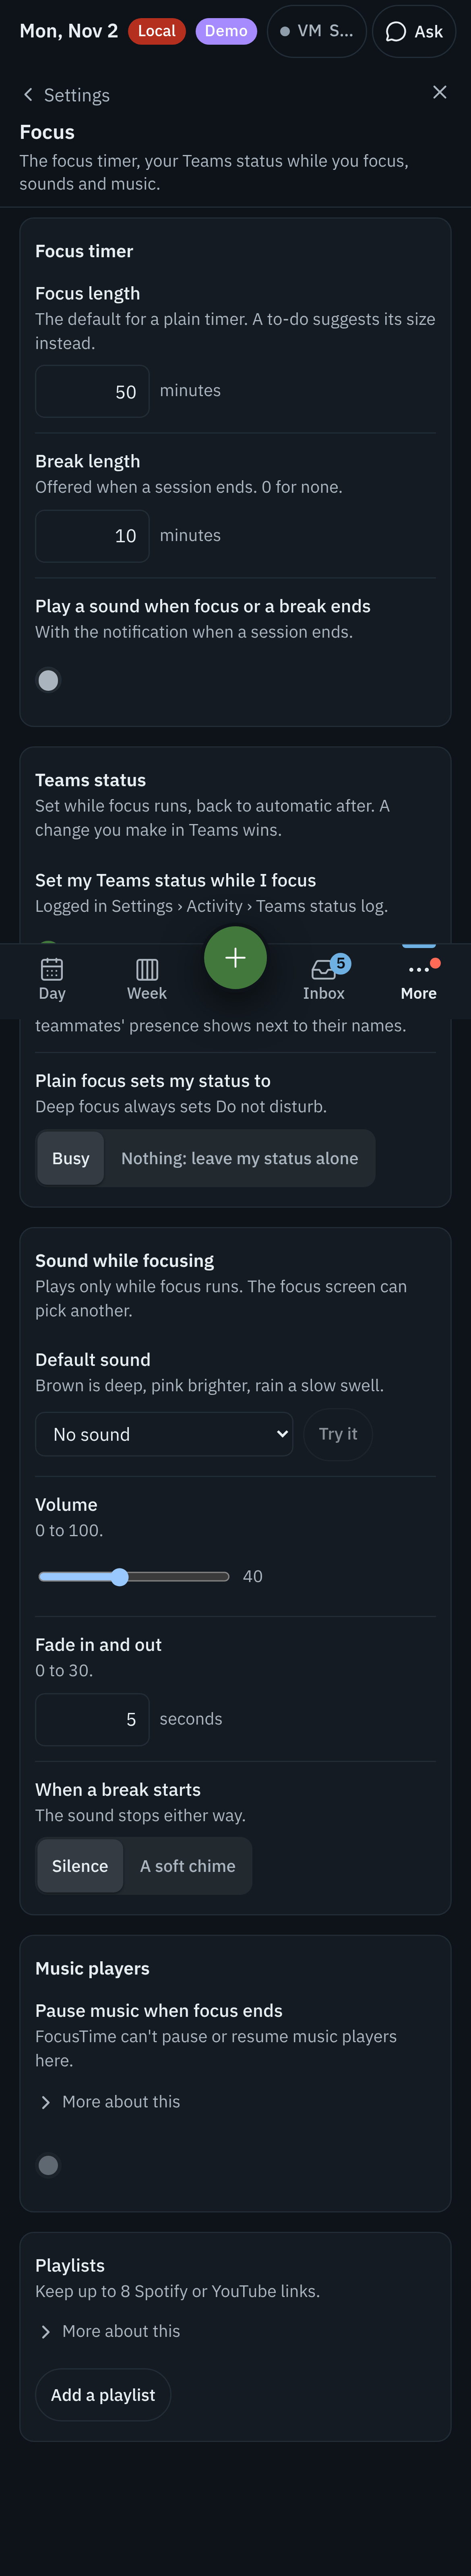 Mon, Nov 2 Local Demo VM S... Ask
Settings
Focus
The focus timer, your Teams status while you focus,
sounds and music.
Focus timer
Focus length
The default for a plain timer. A to-do suggests its size
instead.
50 minutes
Break length
Offered when a session ends. 0 for none.
10 minutes
Play a sound when focus or a break ends
With the notification when a session ends.
Teams status
Set while focus runs, back to automatic after. A
change you make in Teams wins.
Set my Teams status while I focus
Logged in Settings › Activity › Teams status log.
Day Week Inbox 5 More
teammates' presence shows next to their names.
Plain focus sets my status to
Deep focus always sets Do not disturb.
Busy Nothing: leave my status alone
Sound while focusing
Plays only while focus runs. The focus screen can
pick another.
Default sound
Brown is deep, pink brighter, rain a slow swell.
No sound Try it
Volume
0 to 100.
40
Fade in and out
0 to 30.
5 seconds
When a break starts
The sound stops either way.
Silence A soft chime
Music players
Pause music when focus ends
FocusTime can't pause or resume music players
here.
More about this
Playlists
Keep up to 8 Spotify or YouTube links.
More about this
Add a playlist